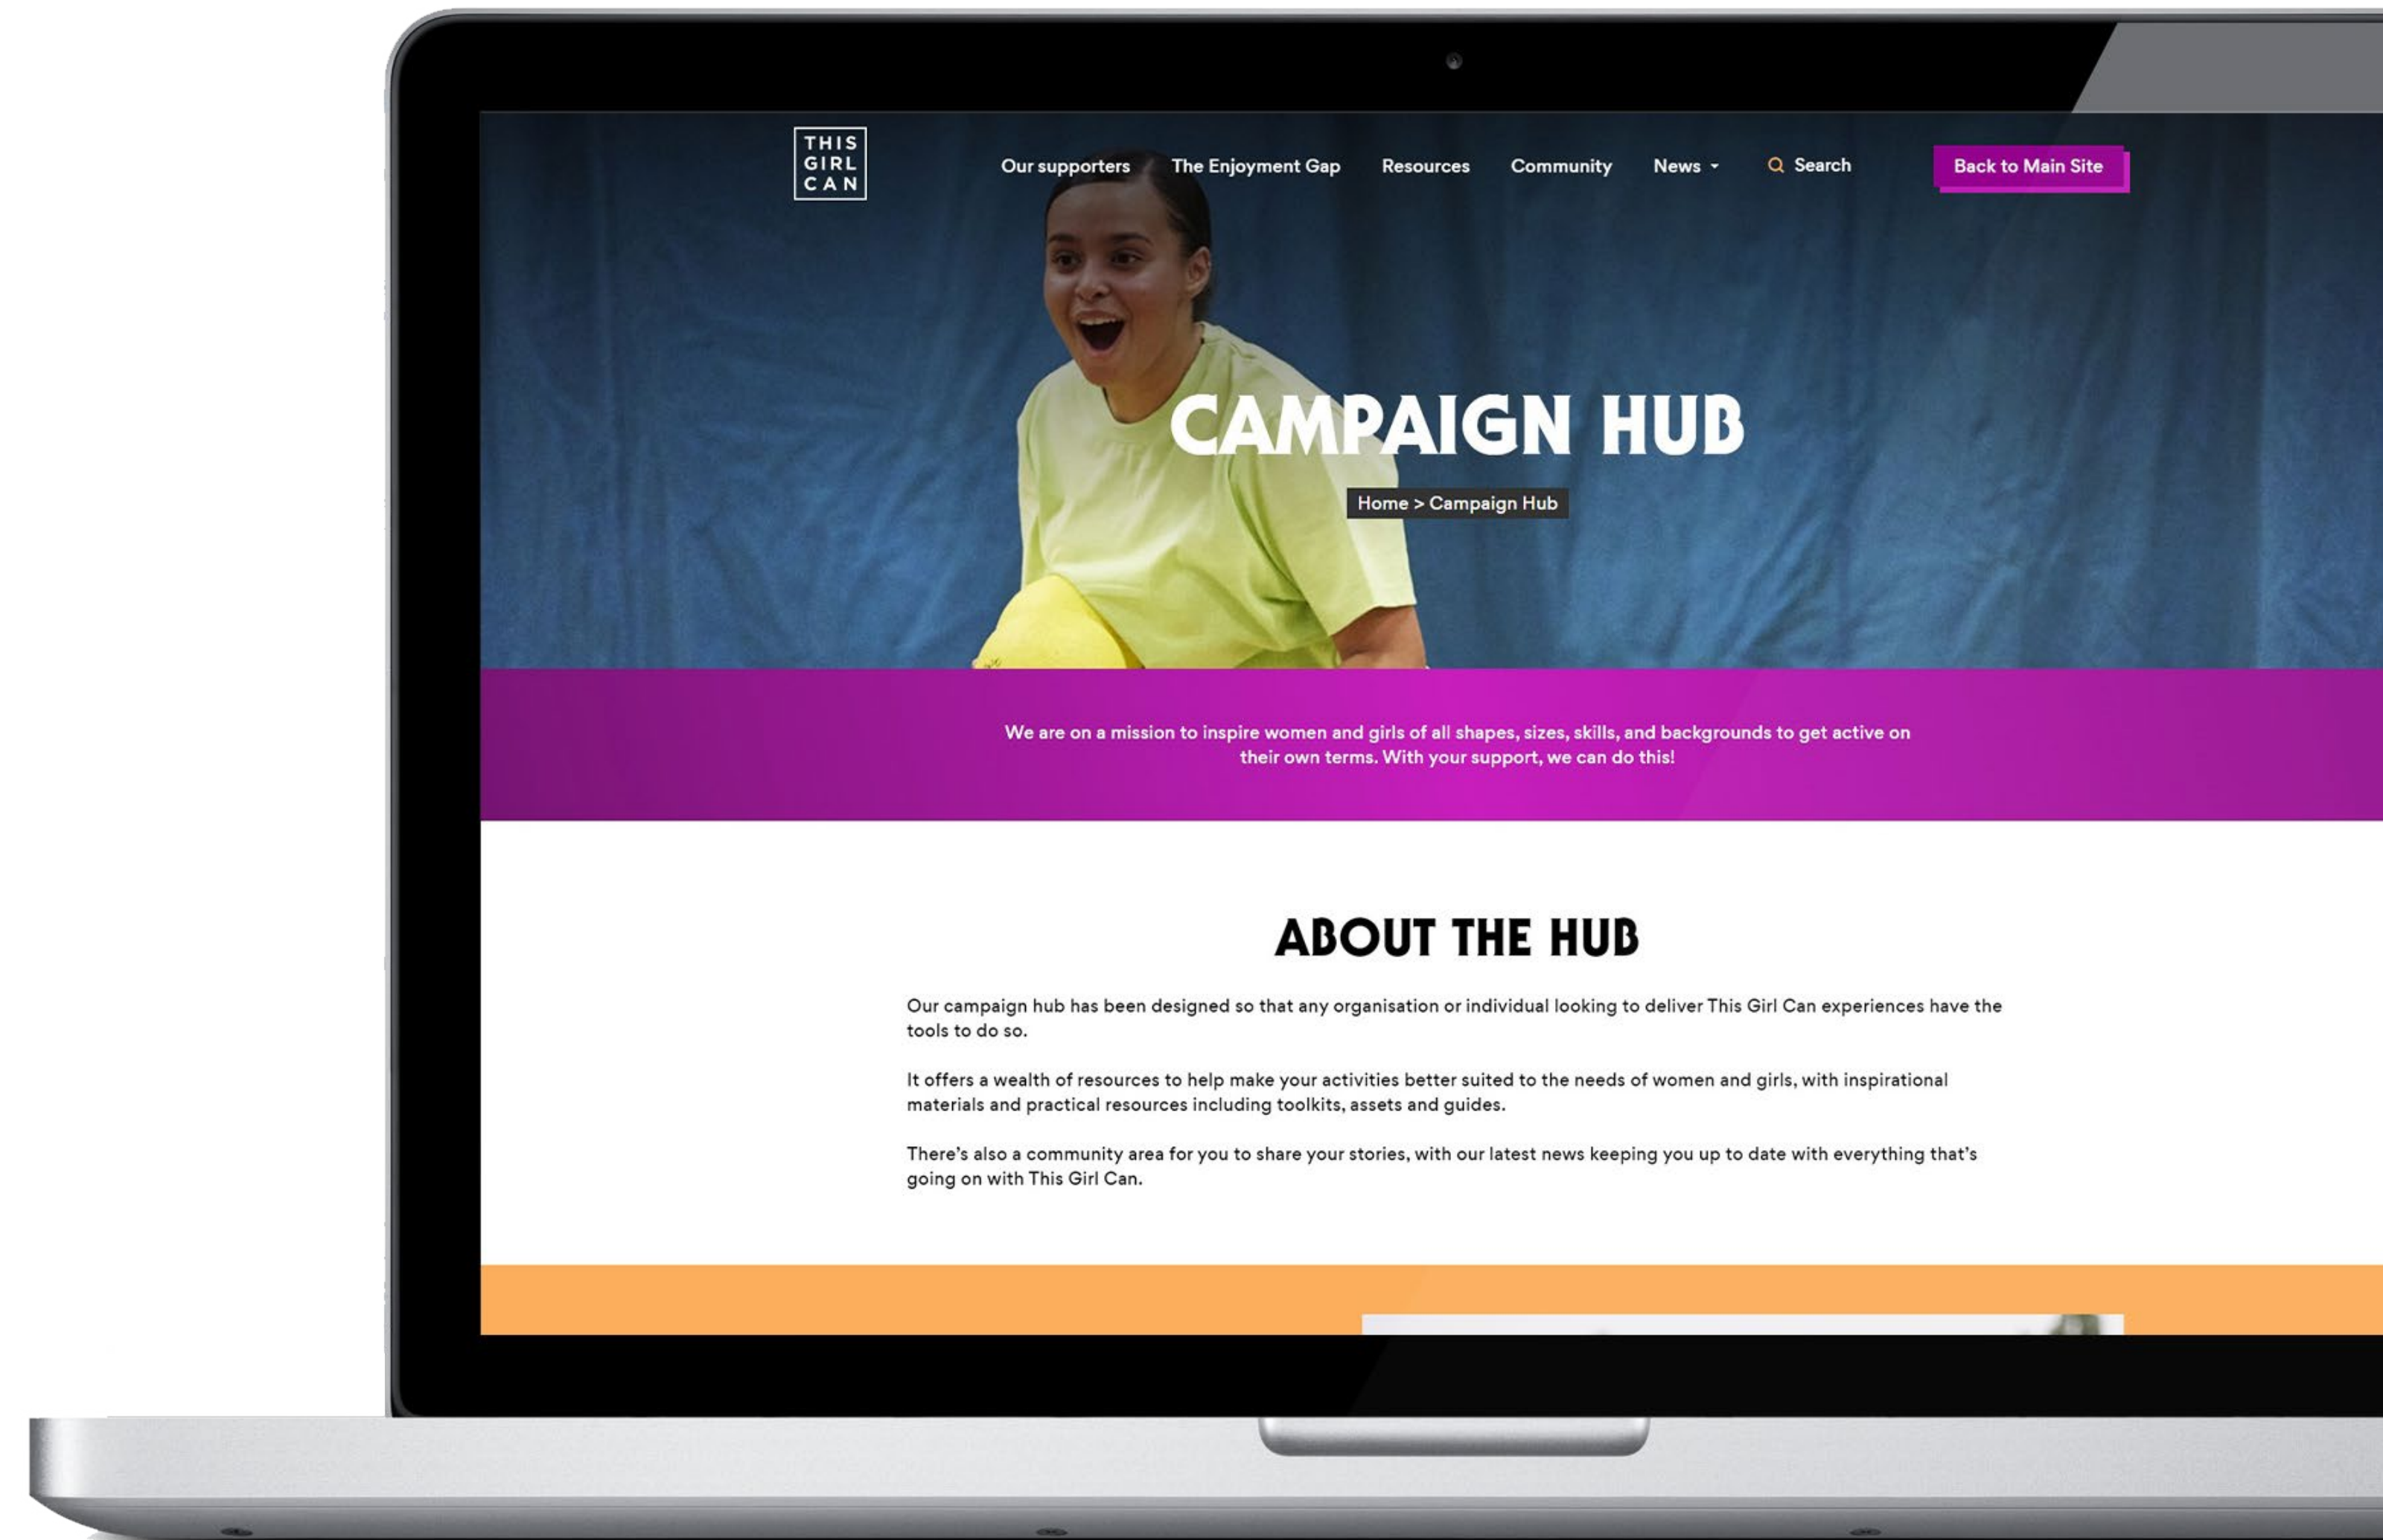 THIS
GIRL
CAN
Our supporters The Enjoyment Gap Resources Community News Search Back to Main Site
CAMPAIGN HUB
Home > Campaign Hub
We are on a mission to inspire women and girls of all shapes, sizes, skills, and backgrounds to get active on
their own terms. With your support, we can do this!
ABOUT THE HUB
Our campaign hub has been designed so that any organisation or individual looking to deliver This Girl Can experiences have the
tools to do so.
It offers a wealth of resources to help make your activities better suited to the needs of women and girls, with inspirational
materials and practical resources including toolkits, assets and guides.
There's also a community area for you to share your stories, with our latest news keeping you up to date with everything that's
going on with This Girl Can.